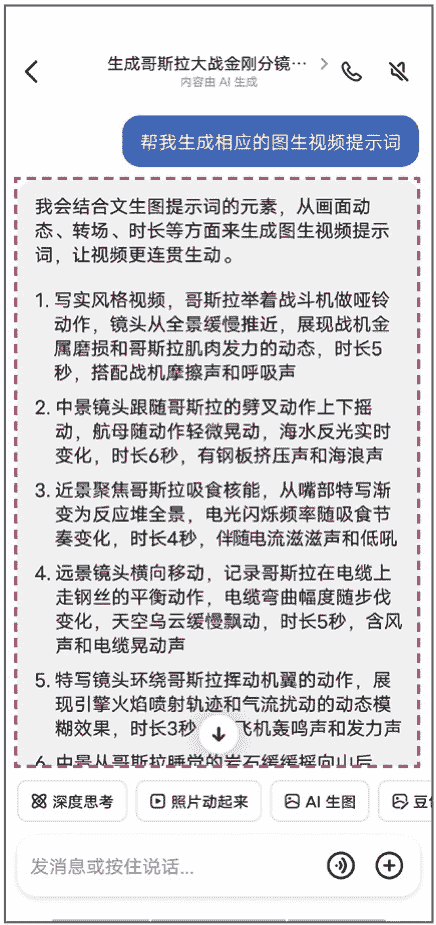 生成哥斯拉大战金刚分镜…
内容由 AI 生成
帮我生成相应的图生视频提示词
我会结合文生图提示词的元素，从画面动
态、转场、时长等方面来生成图生视频提示
词，让视频更连贯生动。
1. 写实风格视频，哥斯拉举着战斗机做哑铃
动作，镜头从全景缓慢推近，展现战机金
属磨损和哥斯拉肌肉发力的动态，时长5
秒，搭配战机摩擦声和呼吸声
2. 中景镜头跟随哥斯拉的劈叉动作上下摇
动，航母随动作轻微晃动，海水反光实时
变化，时长6秒，有钢板挤压声和海浪声
3. 近景聚焦哥斯拉吸食核能，从嘴部特写渐
变为反应堆全景，电光闪烁频率随吸食节
奏变化，时长4秒，伴随电流滋滋声和低吼
4. 远景镜头横向移动，记录哥斯拉在电缆上
走钢丝的平衡动作，电缆弯曲幅度随步伐
变化，天空乌云缓慢飘动，时长5秒，含风
声和电缆晃动声
5. 特写镜头环绕哥斯拉挥动机翼的动作，展
现引擎火焰喷射轨迹和气流扰动的动态模
糊效果，时长3秒 飞机轰鸣声和发力声
6. 中景从哥斯拉睡觉的岩石缓缓摇向山后
深度思考
照片动起来
AI 生图
豆
发消息或按住说话...